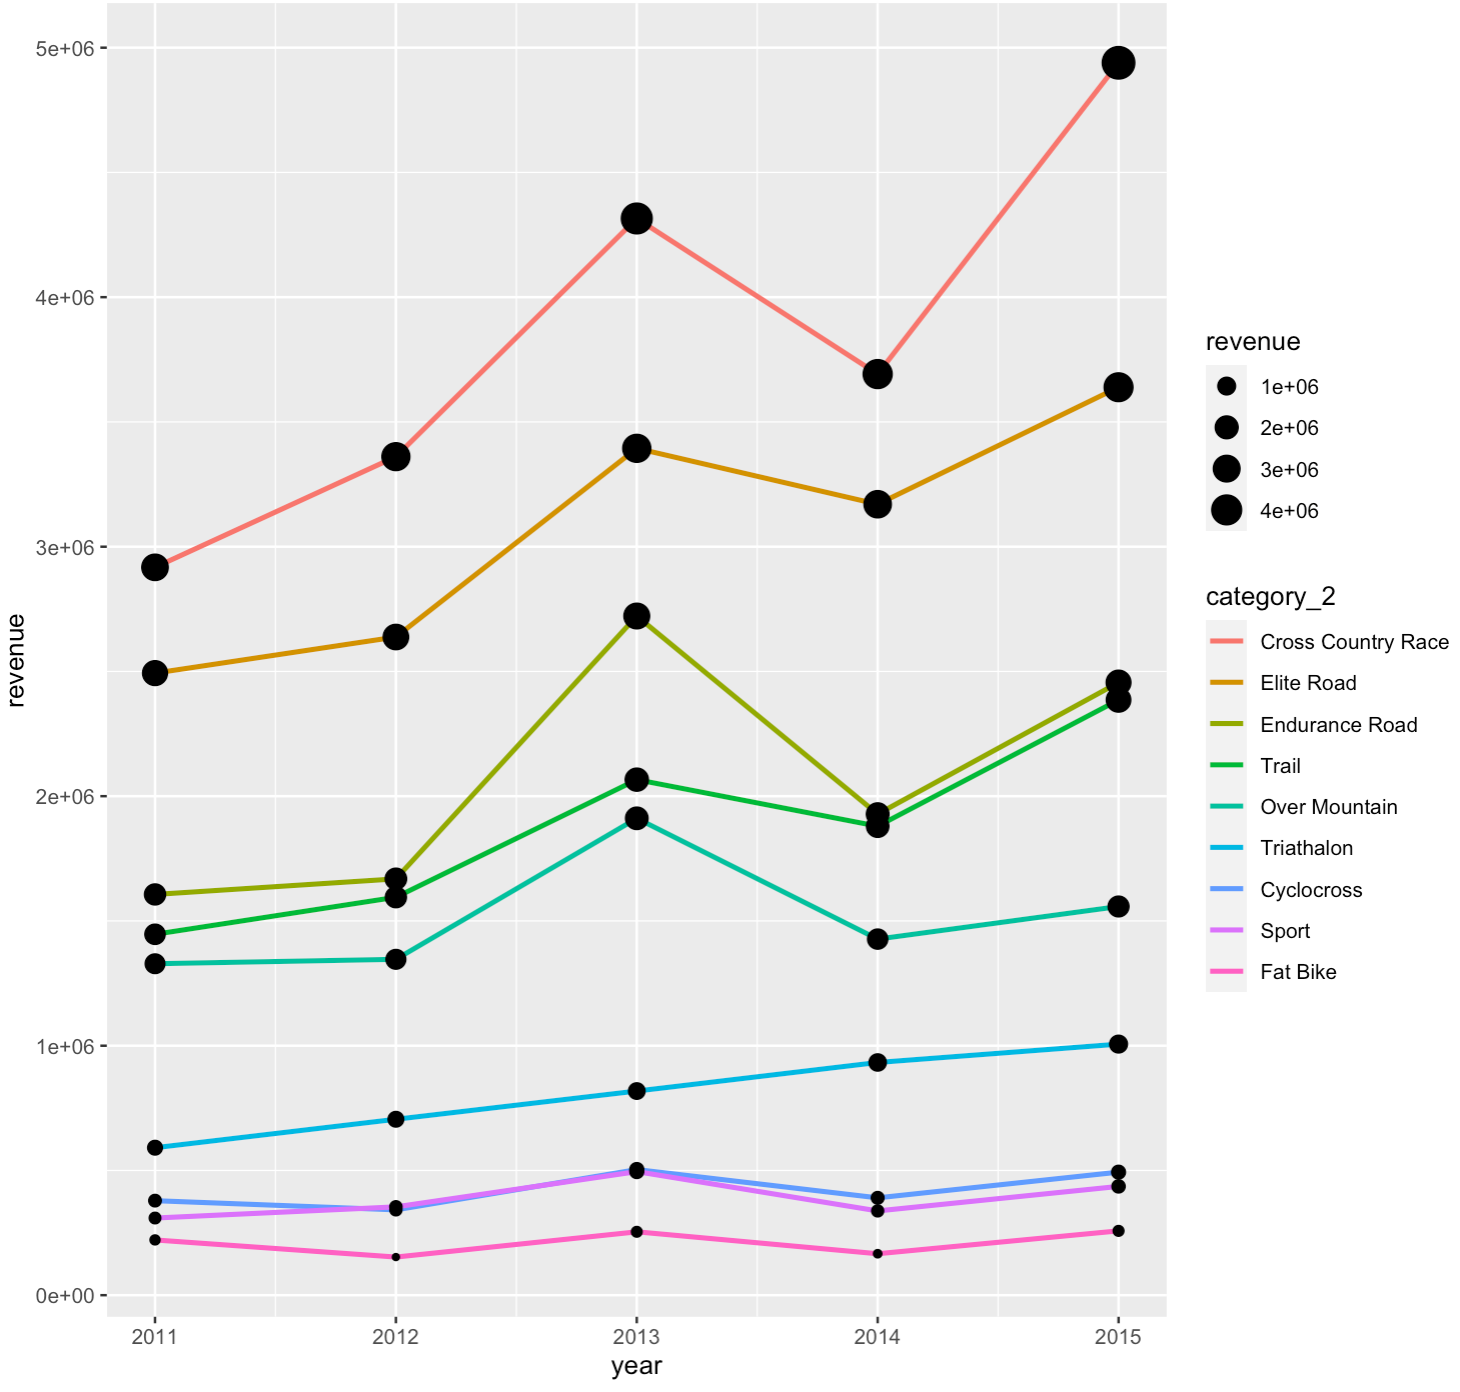 5e+06
4e+06
3e+06
2e+06
1e+06
0e+00
revenue
2011 2012 2013 2014 2015
year
revenue
1e+06
2e+06
3e+06
4e+06
category_2
Cross Country Race
Elite Road
Endurance Road
Trail
Over Mountain
Triathalon
Cyclocross
Sport
Fat Bike